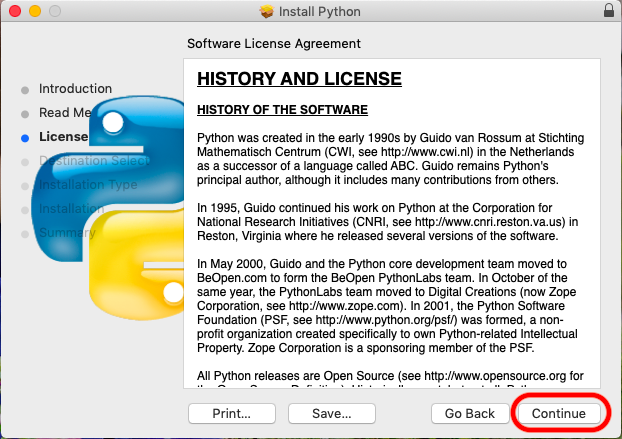 Install Python
Software License Agreement
Introduction
Read Me
License
Destination Select
Installation Type
Installation
Summary
HISTORY AND LICENSE
HISTORY OF THE SOFTWARE
Python was created in the early 1990s by Guido van Rossum at Stichting
Mathematisch Centrum (CWI, see http://www.cwi.nl) in the Netherlands
as a successor of a language called ABC. Guido remains Python's
principal author, although it includes many contributions from others.
In 1995, Guido continued his work on Python at the Corporation for
National Research Initiatives (CNRI, see http://www.cnri.reston.va.us) in
Reston, Virginia where he released several versions of the software.
In May 2000, Guido and the Python core development team moved to
BeOpen.com to form the BeOpen PythonLabs team. In October of the
same year, the PythonLabs team moved to Digital Creations (now Zope
Corporation, see http://www.zope.com). In 2001, the Python Software
Foundation (PSF, see http://www.python.org/psf/) was formed, a non-
profit organization created specifically to own Python-related Intellectual
Property. Zope Corporation is a sponsoring member of the PSF.
All Python releases are Open Source (see http://www.opensource.org for
Print...
Save...
Go Back
Continue